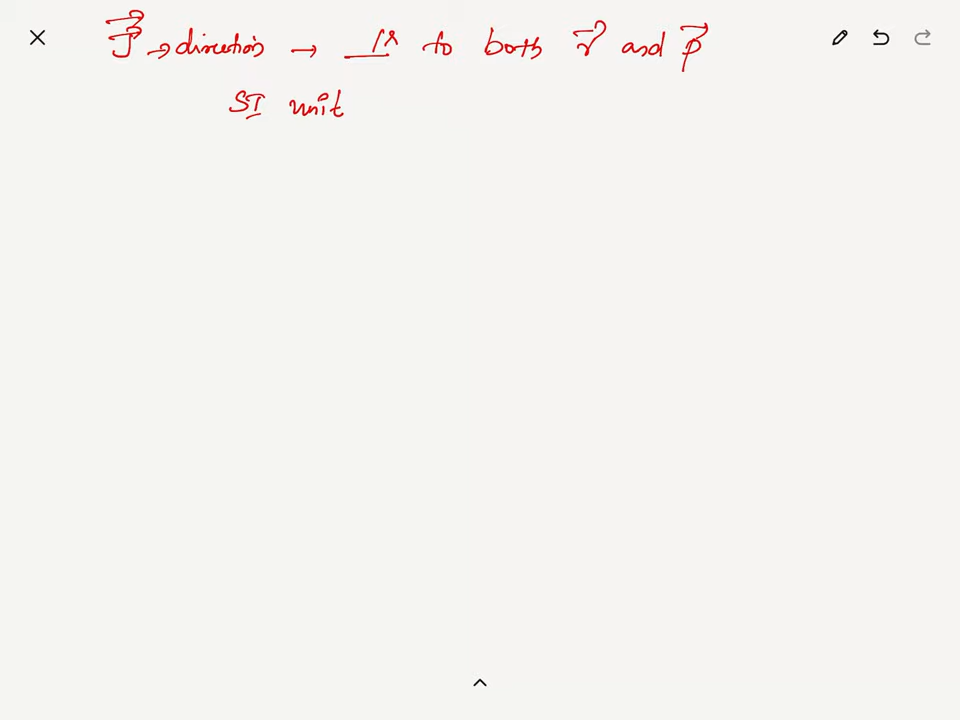 J⃗ → direction → ⊥r to both r⃗ and p⃗
SI unit